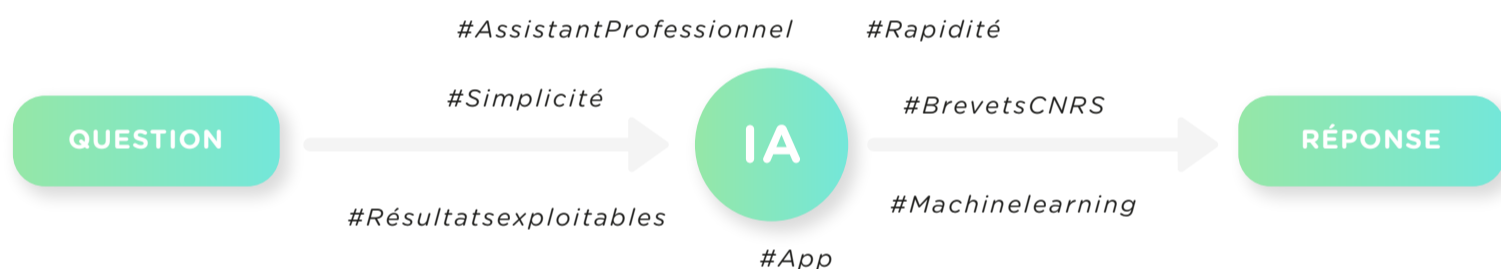 #AssistantProfessionnel #Rapidité
#Simplicité
#BrevetsCNRS
QUESTION
IA
RÉPONSE
#Résultatsexploitables
#Machinelearning
#App